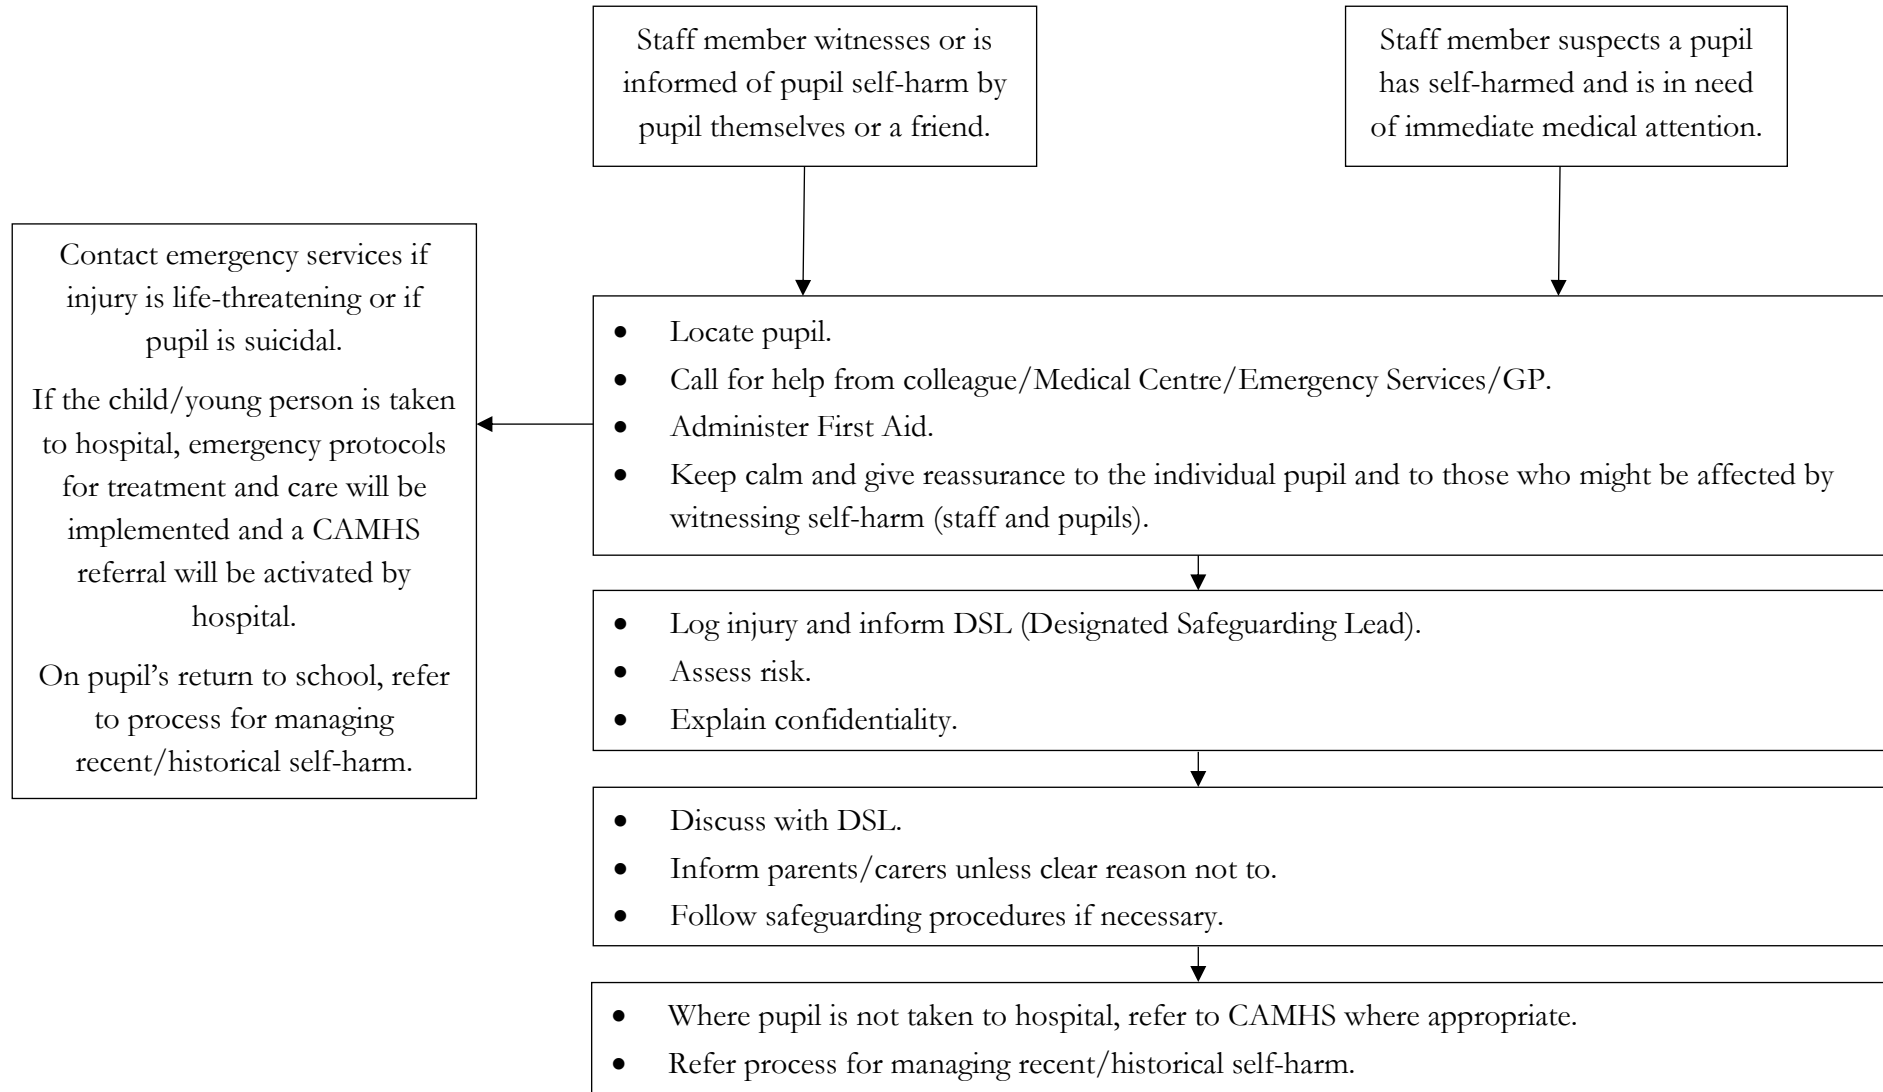 Staff member witnesses or is
informed of pupil self-harm by
pupil themselves or a friend.
Staff member suspects a pupil
has self-harmed and is in need
of immediate medical attention.
Contact emergency services if
injury is life-threatening or if
pupil is suicidal.
If the child/young person is taken
to hospital, emergency protocols
for treatment and care will be
implemented and a CAMHS
referral will be activated by
hospital.
On pupil’s return to school, refer
to process for managing
recent/historical self-harm.
• Locate pupil.
• Call for help from colleague/Medical Centre/Emergency Services/GP.
• Administer First Aid.
• Keep calm and give reassurance to the individual pupil and to those who might be affected by
witnessing self-harm (staff and pupils).
• Log injury and inform DSL (Designated Safeguarding Lead).
• Assess risk.
• Explain confidentiality.
• Discuss with DSL.
• Inform parents/carers unless clear reason not to.
• Follow safeguarding procedures if necessary.
• Where pupil is not taken to hospital, refer to CAMHS where appropriate.
• Refer process for managing recent/historical self-harm.